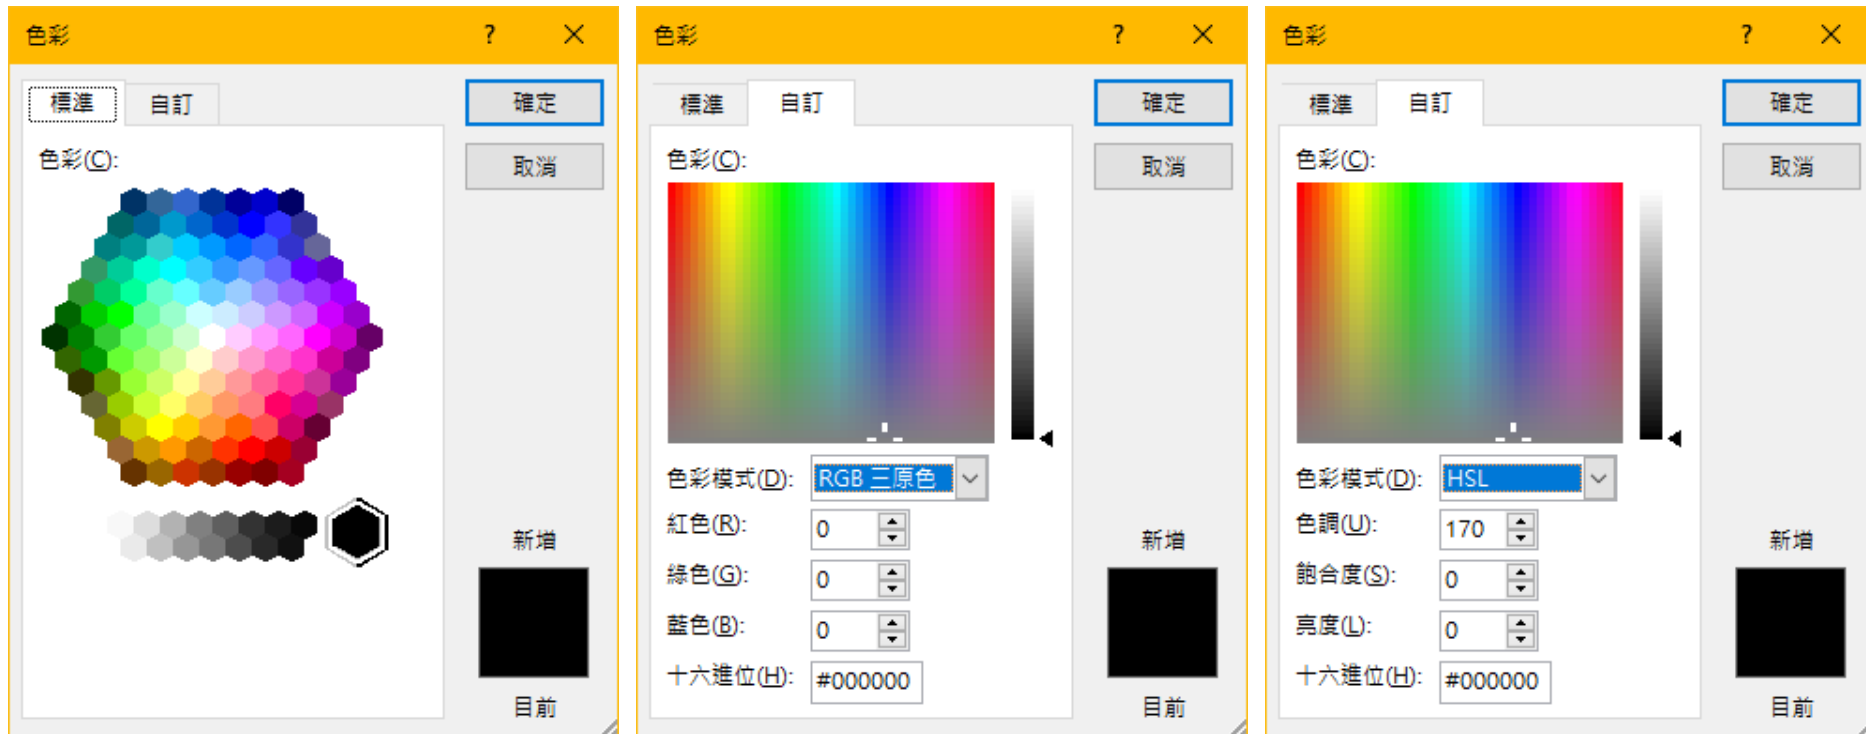 色彩 ? ×
標準 自訂 確定
取消
色彩(C):
新增
目前
色彩 ? ×
標準 自訂 確定
取消
色彩(C):
色彩模式(D): RGB 三原色
紅色(R): 0
綠色(G): 0
藍色(B): 0
十六進位(H): #000000
新增
目前
色彩 ? ×
標準 自訂 確定
取消
色彩(C):
色彩模式(D): HSL
色調(U): 170
飽合度(S): 0
亮度(L): 0
十六進位(H): #000000
新增
目前